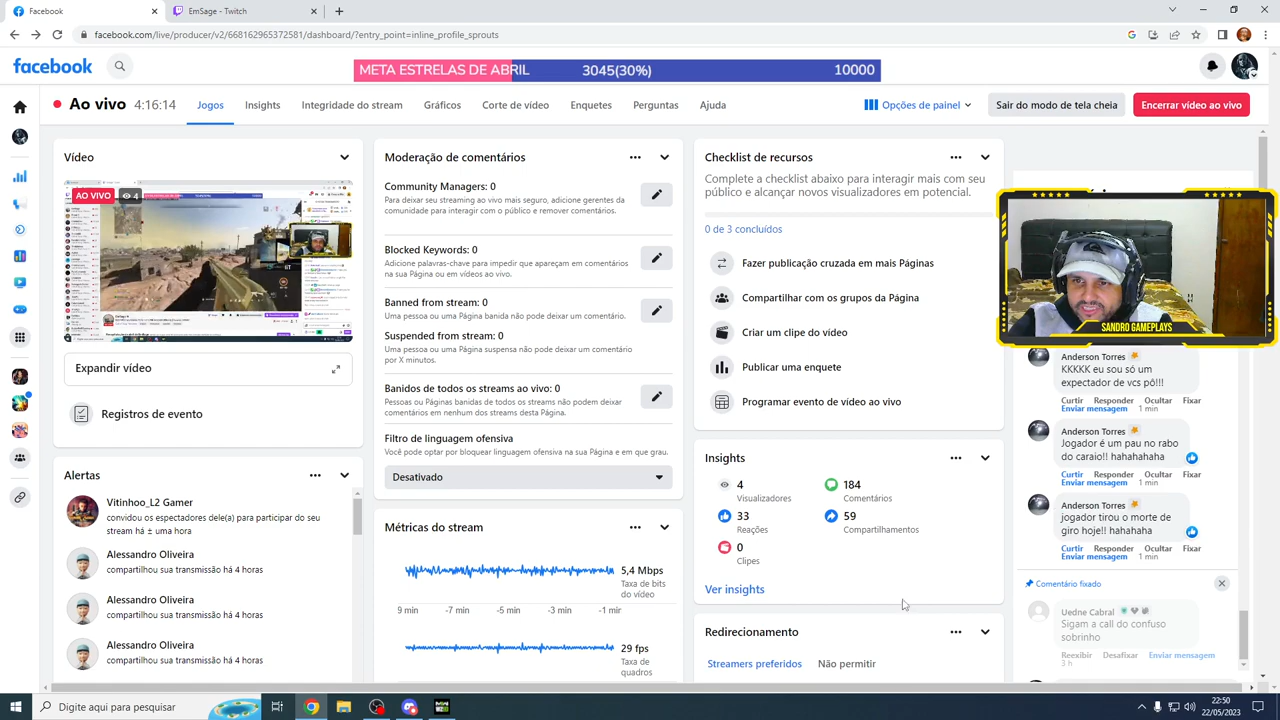 Facebook
EmSage - Twitch
facebook.com/live/producer/v2/668162965372581/dashboard/?entry_point=inline_profile_sprouts
facebook
META ESTRELAS DE ABRIL 3045(30%) 10000
Ao vivo 4:16:14
Jogos
Insights
Integridade do stream
Gráficos
Corte de vídeo
Enquetes
Perguntas
Ajuda
Opções de painel
Sair do modo de tela cheia
Encerrar vídeo ao vivo
Vídeo
AO VIVO 4
Expandir vídeo
Registros de evento
Alertas
Vitinhoo_L2 Gamer
convidou os espectadores dele(a) para participar do seu
stream há ± uma hora
Alessandro Oliveira
compartilhou sua transmissão há 4 horas
Alessandro Oliveira
compartilhou sua transmissão há 4 horas
Alessandro Oliveira
compartilhou sua transmissão há 4 horas
Moderação de comentários
Community Managers: 0
Para deixar seu streaming ao vivo mais seguro, adicione gerentes da
comunidade para interagir com o público e remover comentários.
Blocked Keywords: 0
Adicione palavras-chave para impedir que apareçam em comentários
na sua Página ou em vídeos ao vivo.
Banned from stream: 0
Uma pessoa ou uma Página banida não pode deixar um comentário.
Suspended from stream: 0
Uma pessoa ou uma Página suspensa não pode deixar um comentário
por X minutos.
Banidos de todos os streams ao vivo: 0
Pessoas ou Páginas banidas de todos os streams não podem deixar
comentários em nenhum dos streams desta Página.
Filtro de linguagem ofensiva
Você pode optar por bloquear linguagem ofensiva na sua Página e em que grau.
Desativado
Métricas do stream
5,4 Mbps
Taxa de bits
do vídeo
9 min -7 min -5 min -3 min -1 mir
29 fps
Taxa de
quadros
Checklist de recursos
Complete a checklist abaixo para interagir mais com seu
público e alcançar novos visualizadores em potencial.
0 de 3 concluídos
Fazer publicação cruzada em mais Páginas
Compartilhar com os grupos da Página
Criar um clipe do vídeo
Publicar uma enquete
Programar evento de vídeo ao vivo
Insights
4
Visualizadores
184
Comentários
33
Reações
59
Compartilhamentos
0
Clipes
Ver insights
Redirecionamento
Streamers preferidos
Não permitir
SANDRO GAMEPLAYS
Anderson Torres
KKKKK eu sou só um
expectador de vcs pô!!!
Curtir Responder Ocultar Fixar
Enviar mensagem 1 min
Anderson Torres
Jogador é um pau no rabo
do caraio!! hahahahaha
Curtir Responder Ocultar Fixar
Enviar mensagem 1 min
Anderson Torres
jogador tirou o morte de
giro hoje!! hahahaha
Curtir Responder Ocultar Fixar
Enviar mensagem 1 min
Comentário fixado
Uedne Cabral
Sigam a call do confuso
sobrinho
Reexibir Desafixar Enviar mensagem
3 h
Digite aqui para pesquisar
22:50
22/05/2023